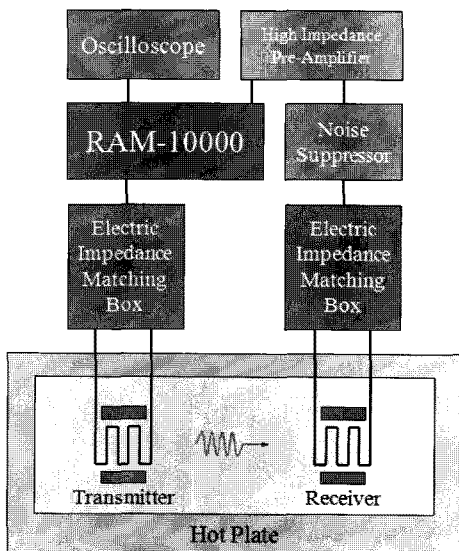 Oscilloscope
High Impedance
Pre-Amplifier
RAM-10000
Noise
Suppressor
Electric
Impedance
Matching
Box
Electric
Impedance
Matching
Box
Transmitter
Receiver
Hot Plate